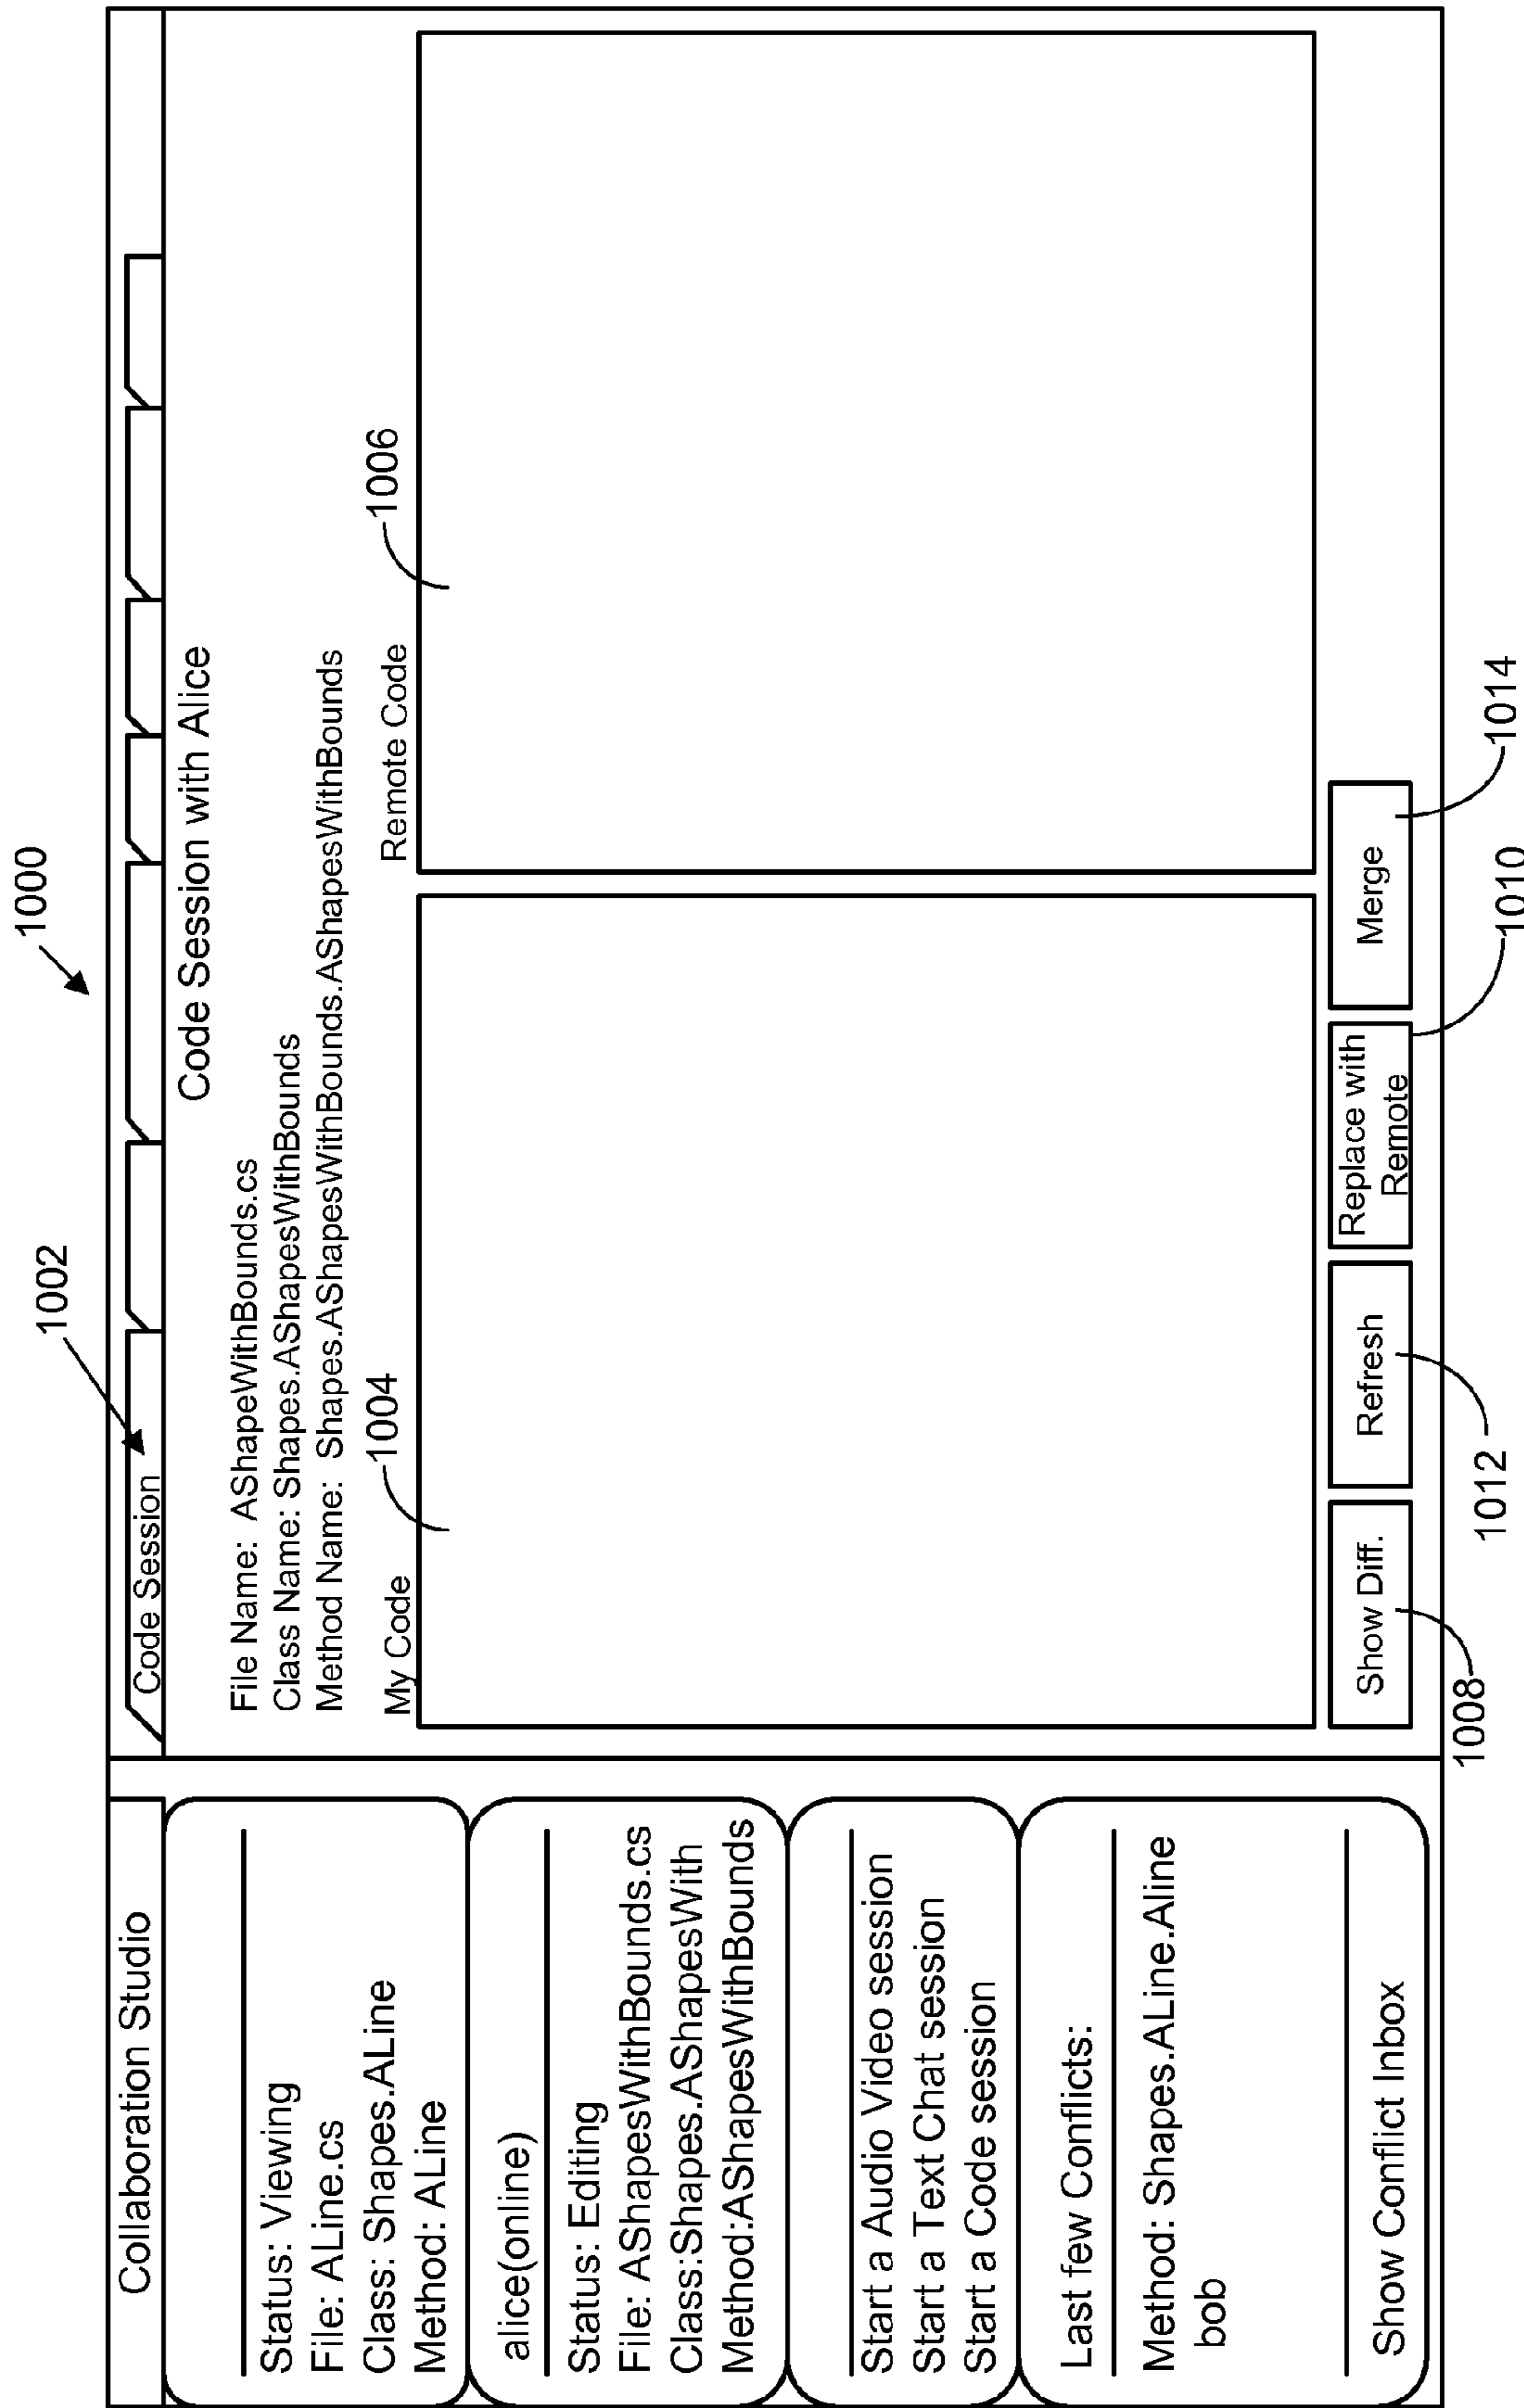 1000
1002
Collaboration Studio
Status: Viewing
File: ALine.cs
Class: Shapes.ALine
Method: ALine
alice(online)
Status: Editing
File: AShapesWithBounds.cs
Class:Shapes.AShapesWith
Method:AShapesWithBounds
Start a Audio Video session
Start a Text Chat session
Start a Code session
Last few Conflicts:
Method: Shapes.ALine.Aline
bob
Show Conflict Inbox
Code Session
Code Session with Alice
File Name: AShapeWithBounds.cs
Class Name: Shapes.AShapesWithBounds
Method Name: Shapes.AShapesWithBounds.AShapesWithBounds
My Code
1004
Remote Code
1006
Show Diff.
Refresh
Replace with
Remote
Merge
1008
1012
1010
1014